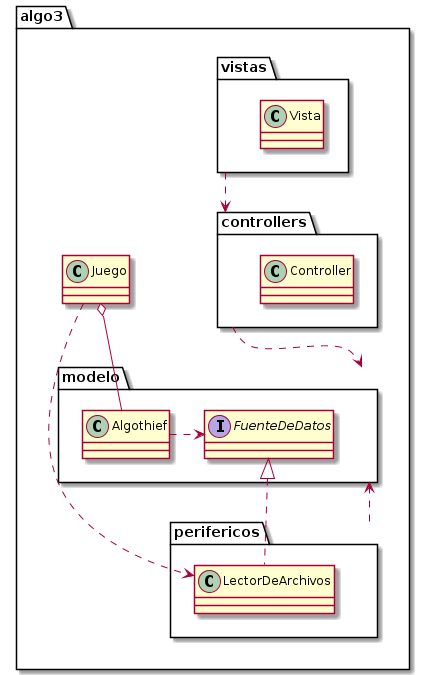 algo3
vistas
C Vista
controllers
C Controller
C Juego
modelo
C Algothief
I FuenteDeDatos
perifericos
C LectorDeArchivos